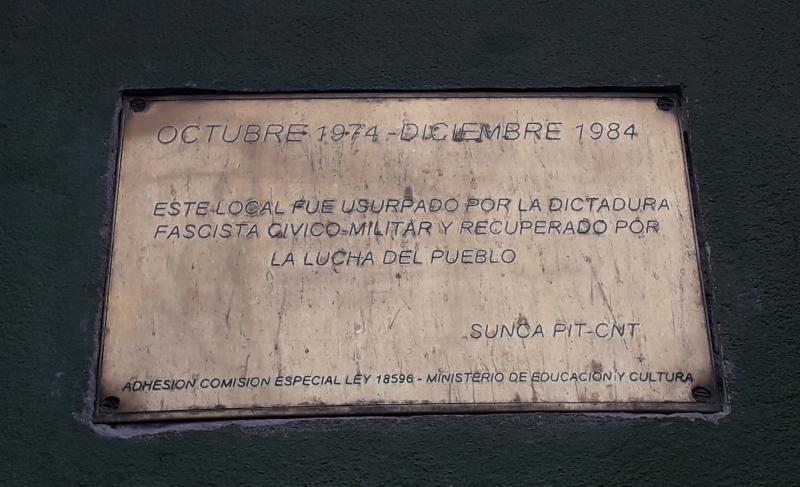 OCTUBRE 1974 - DICIEMBRE 1984
ESTE LOCAL FUE USURPADO POR LA DICTADURA
FASCISTA CIVICO-MILITAR Y RECUPERADO POR
LA LUCHA DEL PUEBLO
SUNCA PIT-CNT
ADHESION COMISION ESPECIAL LEY 18596 - MINISTERIO DE EDUCACION Y CULTURA